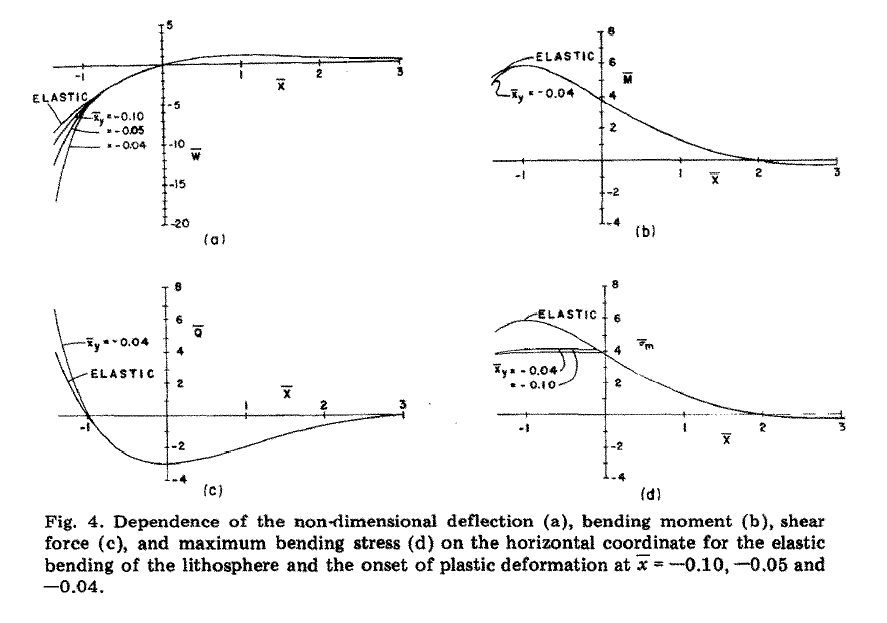 5
-1
1
2
3
X̄
ELASTIC
-5
x̄y = -0.10
= -0.05
= -0.04
-10
W̄
-15
-20
(a)
8
6
ELASTIC
M̄
x̄y = -0.04
4
2
-1
1
2
3
X̄
-2
-4
(b)
8
6
Q̄
x̄y = -0.04
4
ELASTIC
2
X̄
-1
1
2
3
-2
-4
(c)
8
ELASTIC
6
σ̄m
4
x̄y = -0.04
= -0.10
2
-1
1
2
3
X̄
-2
-4
(d)
Fig. 4. Dependence of the non-dimensional deflection (a), bending moment (b), shear
force (c), and maximum bending stress (d) on the horizontal coordinate for the elastic
bending of the lithosphere and the onset of plastic deformation at x̄ = —0.10, —0.05 and
—0.04.